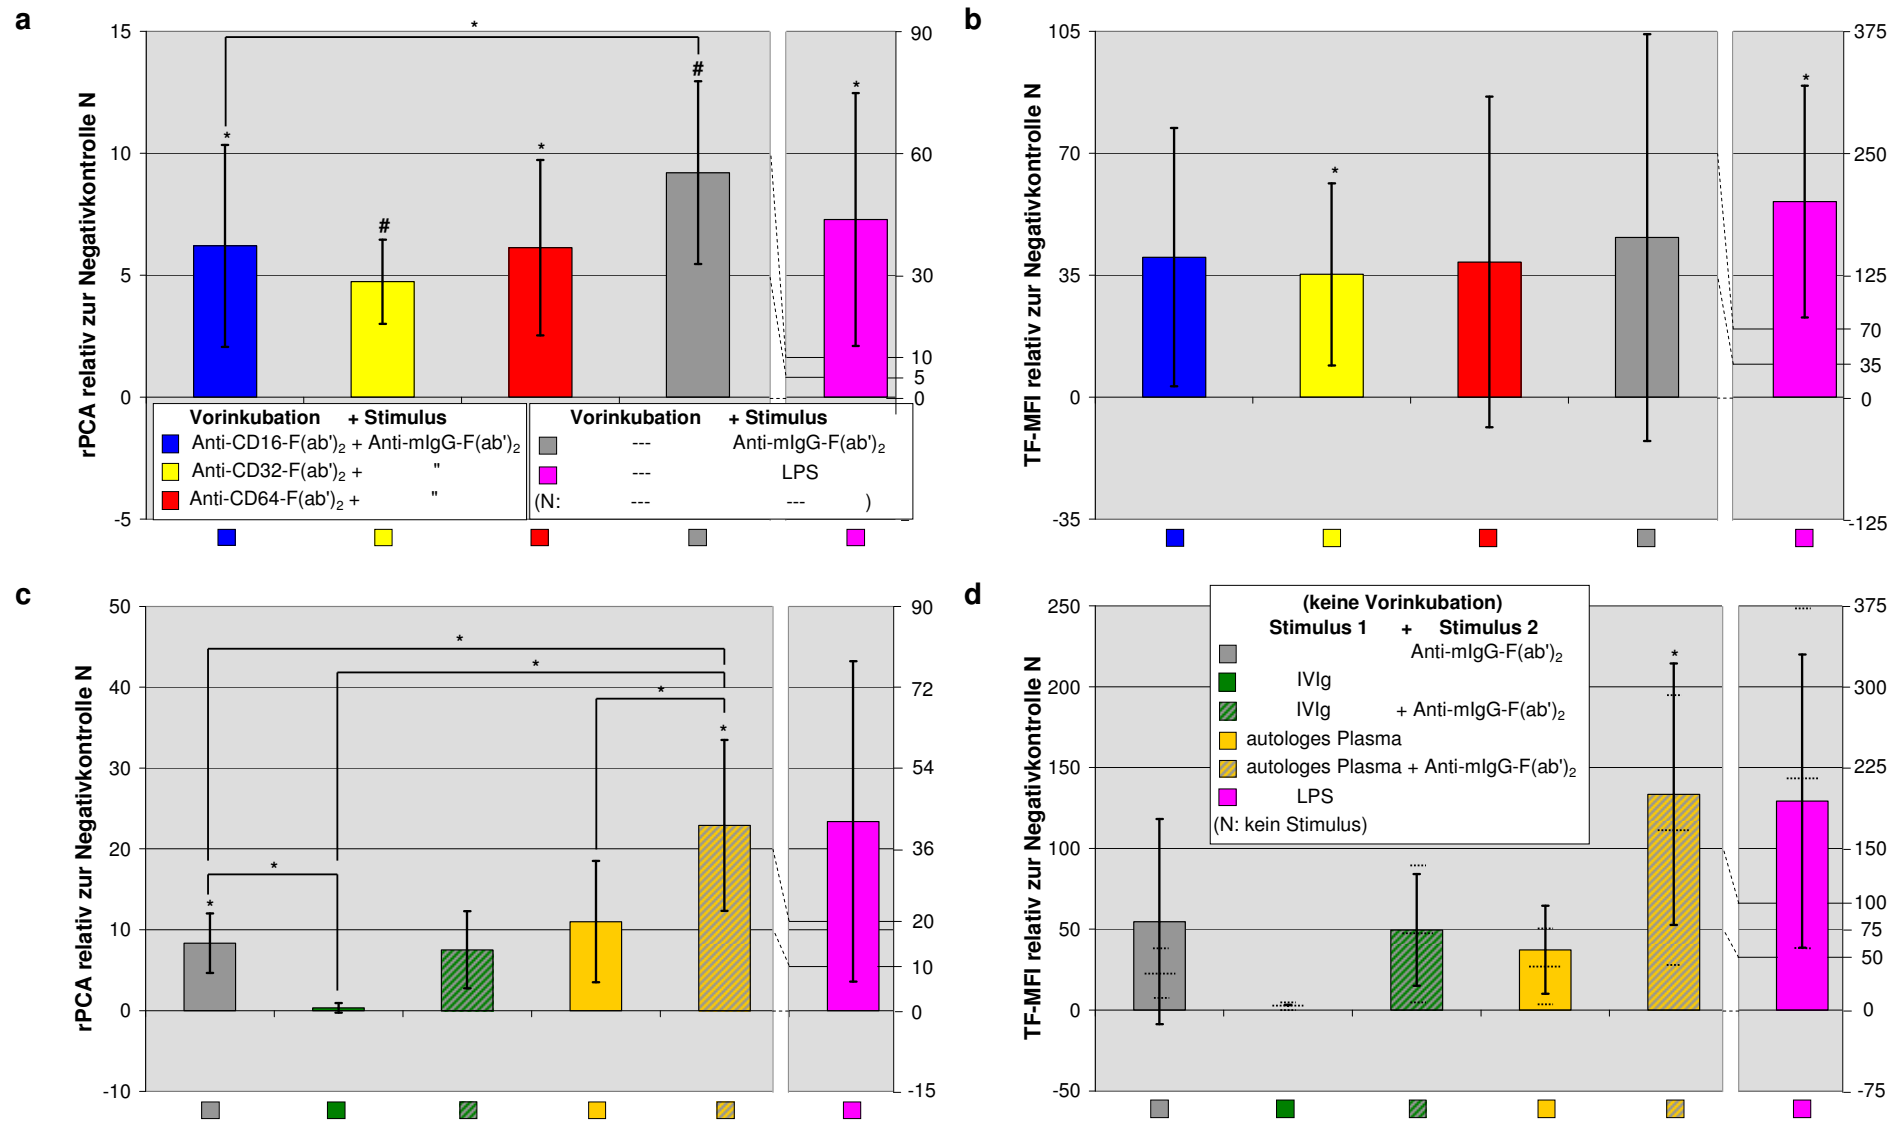 a
*
15
10
5
0
-5
90
60
30
10
5
0
rPCA relativ zur Negativkontrolle N
*
#
*
#
*
Vorinkubation + Stimulus
Anti-CD16-F(ab')2 + Anti-mIgG-F(ab')2
Anti-CD32-F(ab')2 + "
Anti-CD64-F(ab')2 + "
Vorinkubation + Stimulus
--- Anti-mIgG-F(ab')2
--- LPS
(N: --- --- )
b
105
70
35
0
-35
375
250
125
70
35
0
-125
TF-MFI relativ zur Negativkontrolle N
*
*
c
50
40
30
20
10
0
-10
90
72
54
36
20
10
0
-15
rPCA relativ zur Negativkontrolle N
*
*
*
*
*
*
d
250
200
150
100
50
0
-50
375
300
225
150
100
75
50
0
-75
TF-MFI relativ zur Negativkontrolle N
*
(keine Vorinkubation)
Stimulus 1 + Stimulus 2
Anti-mIgG-F(ab')2
IVIg
IVIg + Anti-mIgG-F(ab')2
autologes Plasma
autologes Plasma + Anti-mIgG-F(ab')2
LPS
(N: kein Stimulus)